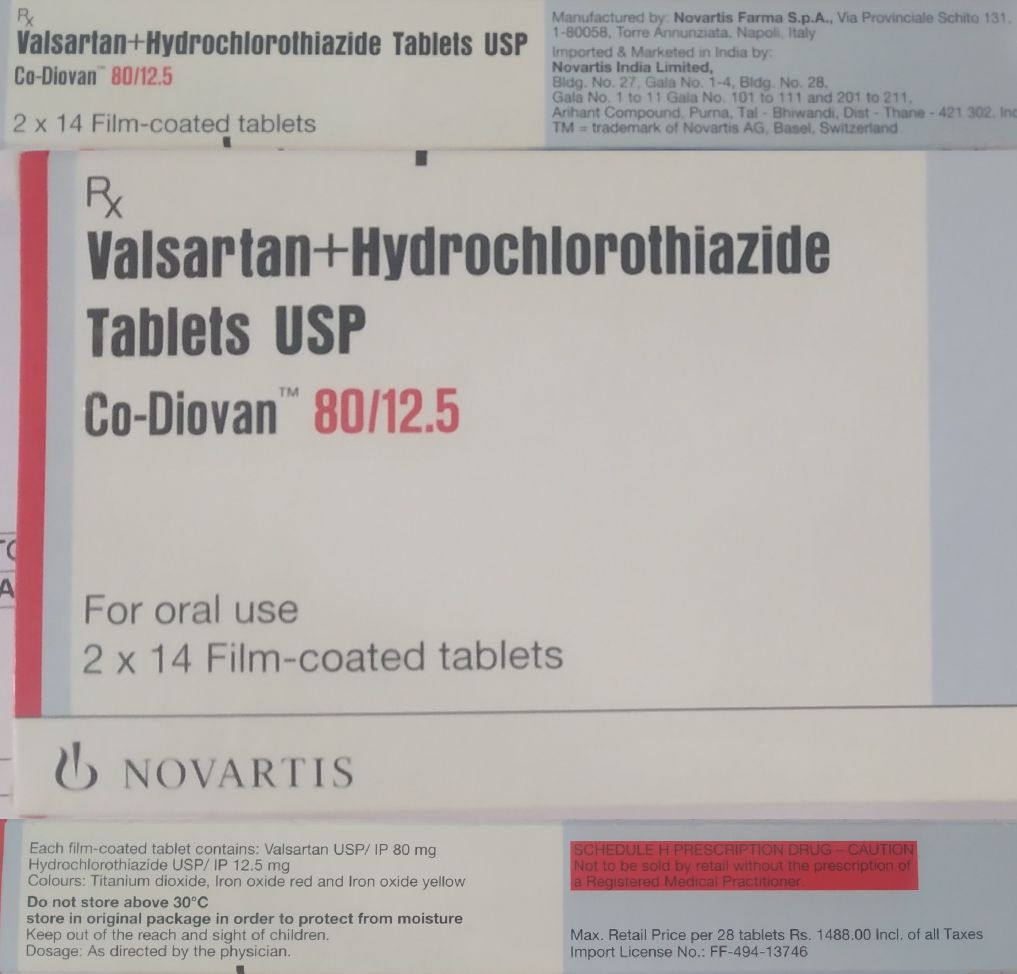 Rx
Valsartan+Hydrochlorothiazide Tablets USP
Co-Diovan™ 80/12.5
2 x 14 Film-coated tablets
Manufactured by: Novartis Farma S.p.A., Via Provinciale Schito 131,
1-80058, Torre Annunziata, Napoli, Italy
Imported & Marketed in India by:
Novartis India Limited,
Bldg. No. 27, Gala No. 1-4, Bldg. No. 28,
Gala No. 1 to 11 Gala No. 101 to 111 and 201 to 211,
Arihant Compound, Purna, Tal - Bhiwandi, Dist - Thane - 421 302,
TM = trademark of Novartis AG, Basel, Switzerland
Rx
Valsartan+Hydrochlorothiazide
Tablets USP
Co-Diovan™ 80/12.5
For oral use
2 x 14 Film-coated tablets
NOVARTIS
Each film-coated tablet contains: Valsartan USP/ IP 80 mg
Hydrochlorothiazide USP/ IP 12.5 mg
Colours: Titanium dioxide, Iron oxide red and Iron oxide yellow
Do not store above 30°C
store in original package in order to protect from moisture
Keep out of the reach and sight of children.
Dosage: As directed by the physician.
SCHEDULE H PRESCRIPTION DRUG – CAUTION
Not to be sold by retail without the prescription of
a Registered Medical Practitioner.
Max. Retail Price per 28 tablets Rs. 1488.00 Incl. of all Taxes
Import License No.: FF-494-13746